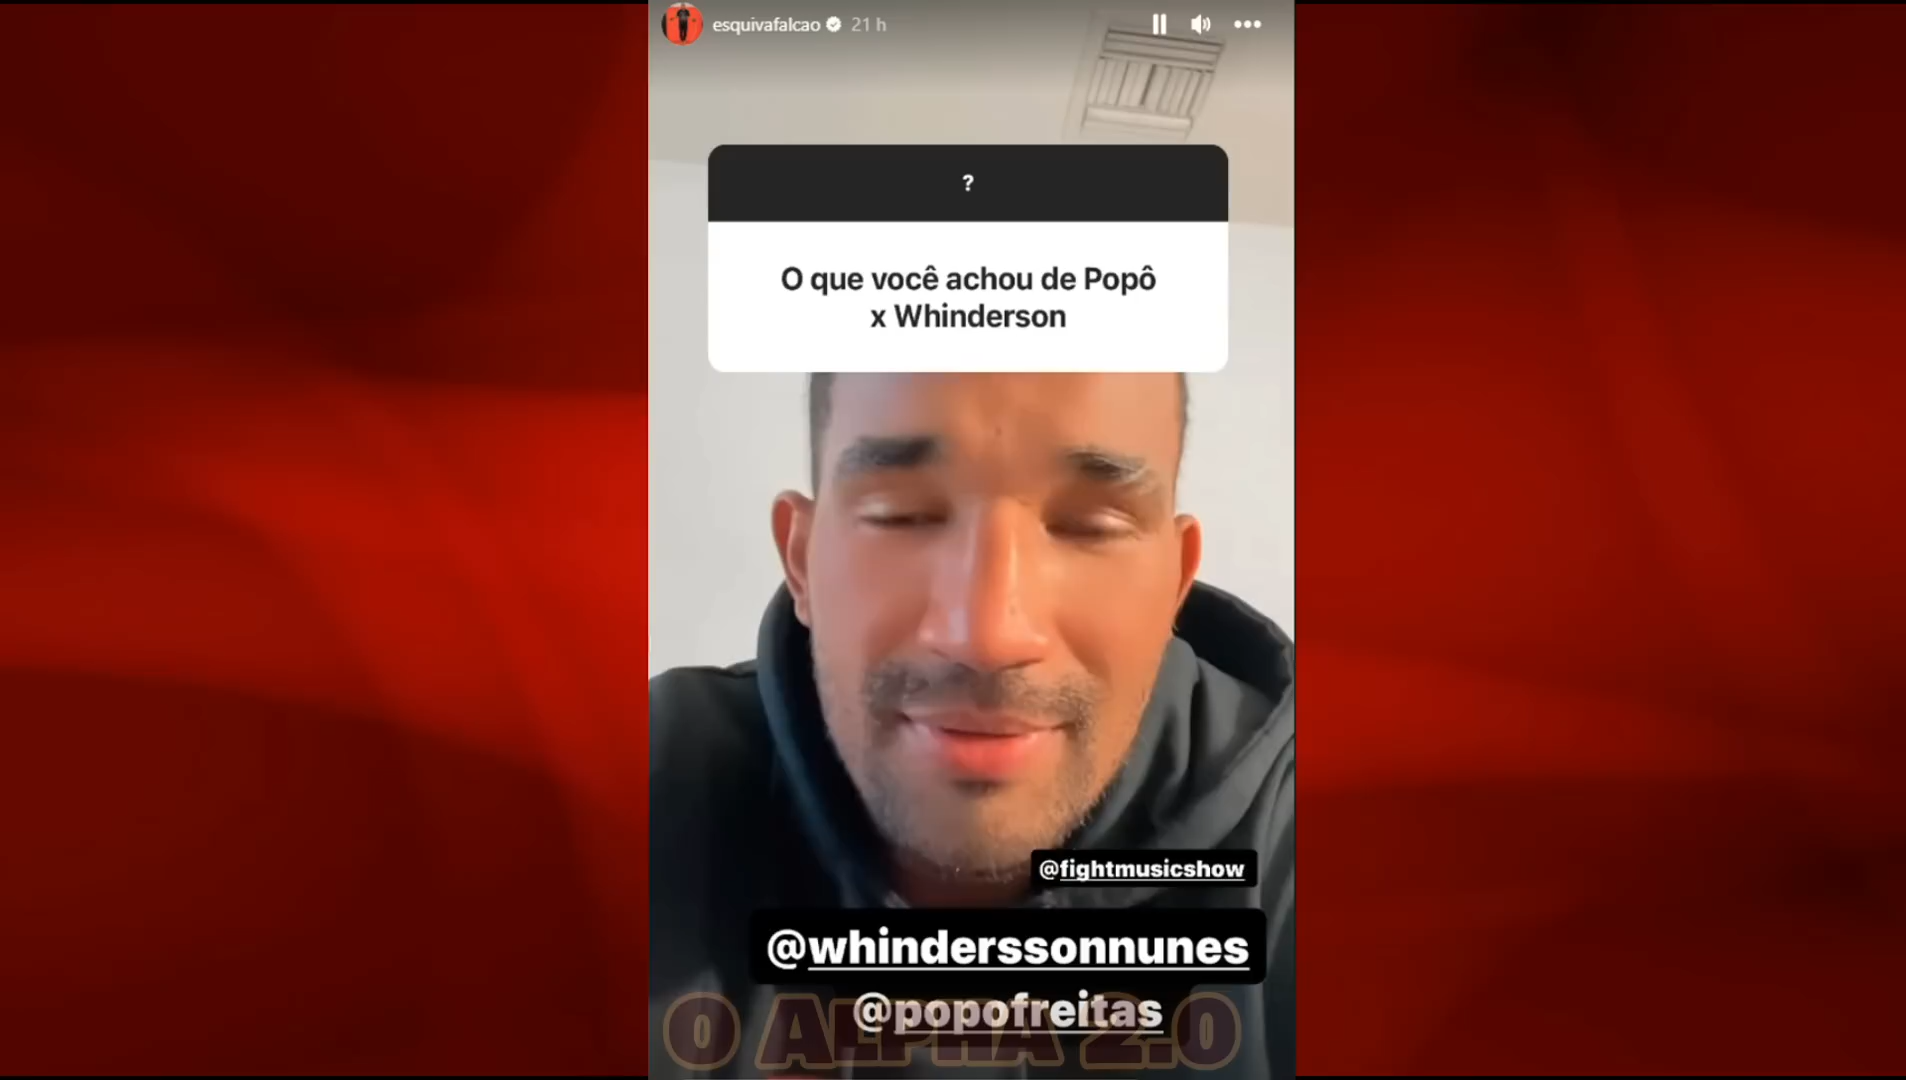 esquivafalcao 21 h
?
O que você achou de Popô
x Whinderson
@fightmusicshow
@whinderssonnunes
@popofreitas
O ALPHA 2.0